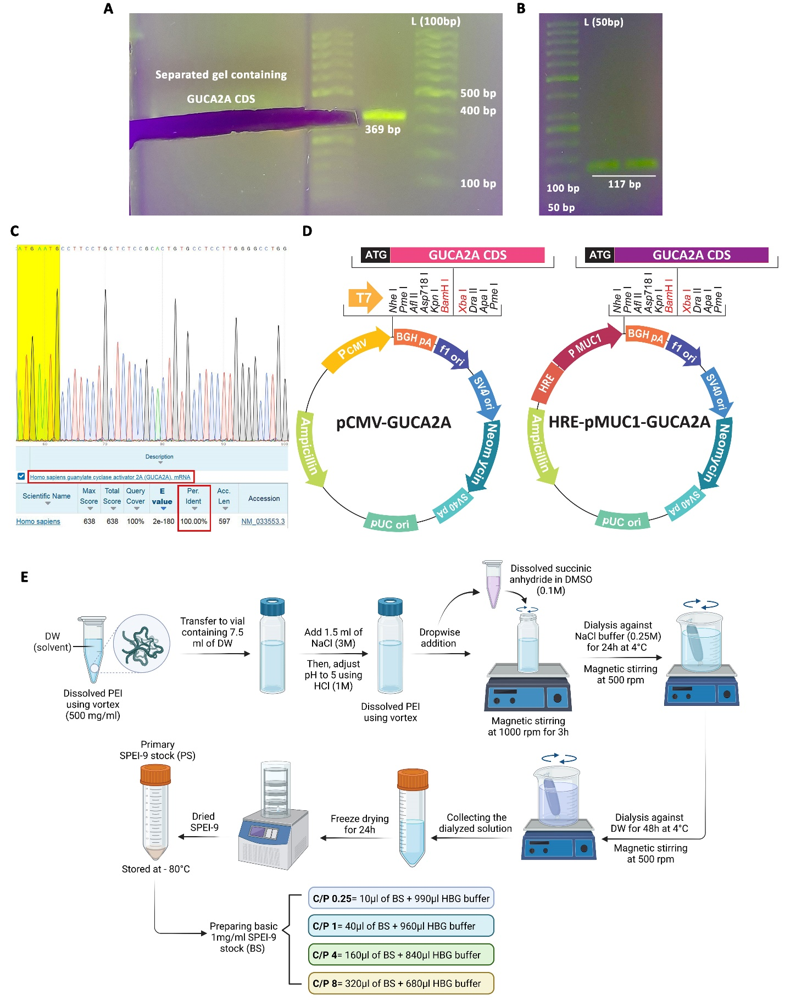 A
B
L (100bp)
L (50bp)
Separated gel containing
GUCA2A CDS
500 bp
400 bp
369 bp
100 bp
117 bp
100 bp
50 bp
C
D
ATGAATGCCTTCCTGCTCTCCGCACTGTGCCTCCTTGGGGCCTGG
60 70 80 90 100
Description
Homo sapiens guanylate cyclase activator 2A (GUCA2A), mRNA
Scientific Name
Max Score
Total Score
Query Cover
E value
Per. Ident
Acc. Len
Accession
Homo sapiens 638 638 100% 2e-180 100.00% 597 NM_033553.3
ATG GUCA2A CDS
T7
Nhe I
Pme I
Afl II
Asp718 I
Kpn I
BamH I
Xba I
Dra II
Apa I
Pme I
PCMV
BGH pA
f1 ori
SV40 ori
Neomycin
SV40 pA
pUC ori
Ampicillin
pCMV-GUCA2A
ATG GUCA2A CDS
Nhe I
Pme I
Afl II
Asp718 I
Kpn I
BamH I
Xba I
Dra II
Apa I
Pme I
HRE
P MUC1
BGH pA
f1 ori
SV40 ori
Neomycin
SV40 pA
pUC ori
Ampicillin
HRE-pMUC1-GUCA2A
E
DW
(solvent)
Dissolved PEI
using vortex
(500 mg/ml)
Transfer to vial
containing 7.5
ml of DW
Add 1.5 ml of
NaCl (3M)
Then, adjust
pH to 5 using
HCl (1M)
Dissolved PEI
using vortex
Dropwise
addition
Dissolved succinic
anhydride in DMSO
(0.1M)
Magnetic stirring
at 1000 rpm for 3h
Dialysis against
NaCl buffer (0.25M)
for 24h at 4°C
Magnetic stirring
at 500 rpm
Dialysis against
DW for 48h at 4°C
Magnetic stirring
at 500 rpm
Collecting the
dialyzed solution
Freeze drying
for 24h
Dried
SPEI-9
Primary
SPEI-9 stock (PS)
Stored at - 80°C
Preparing basic
1mg/ml SPEI-9
stock (BS)
C/P 0.25= 10µl of BS + 990µl HBG buffer
C/P 1= 40µl of BS + 960µl HBG buffer
C/P 4= 160µl of BS + 840µl HBG buffer
C/P 8= 320µl of BS + 680µl HBG buffer